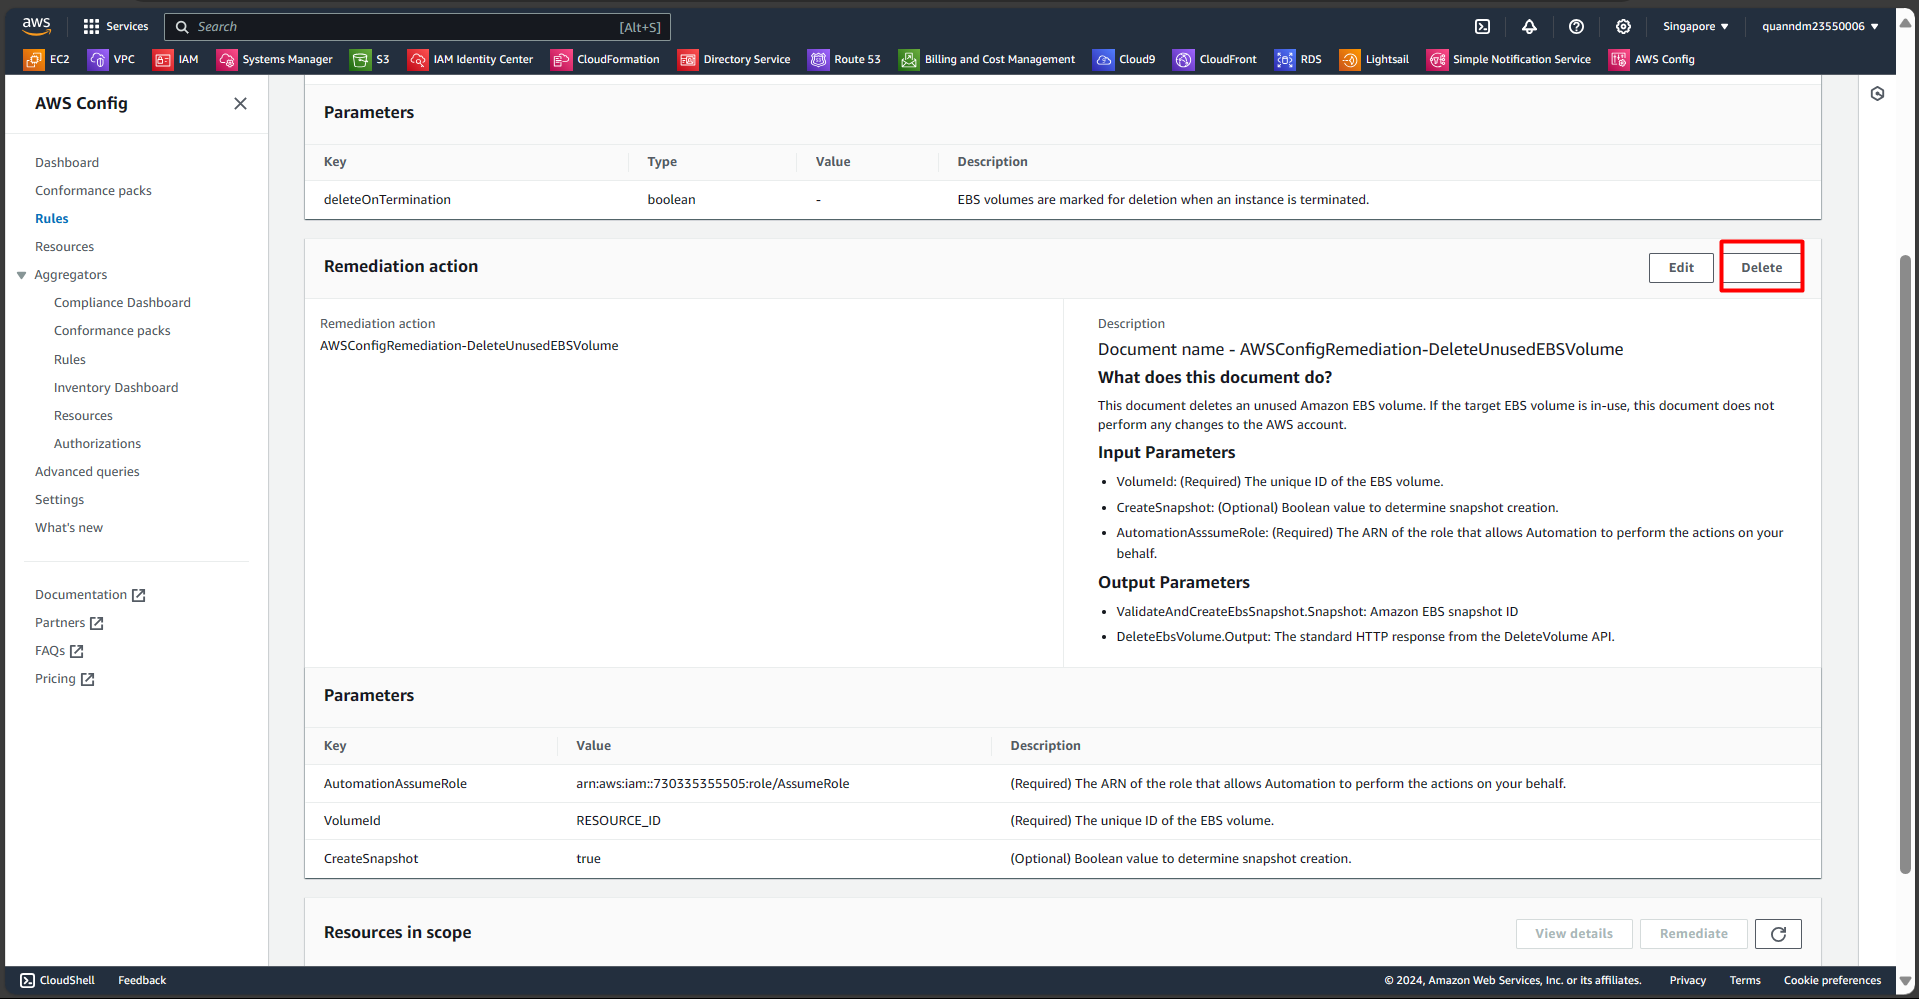 aws Services Search [Alt+S] Singapore ▼ quanndm23550006 ▼
EC2 VPC IAM Systems Manager S3 IAM Identity Center CloudFormation Directory Service Route 53 Billing and Cost Management Cloud9 CloudFront RDS Lightsail Simple Notification Service AWS Config
AWS Config
Dashboard
Conformance packs
Rules
Resources
Aggregators
Compliance Dashboard
Conformance packs
Rules
Inventory Dashboard
Resources
Authorizations
Advanced queries
Settings
What's new
Documentation
Partners
FAQs
Pricing
Parameters
Key Type Value Description
deleteOnTermination boolean - EBS volumes are marked for deletion when an instance is terminated.
Remediation action Edit Delete
Remediation action
AWSConfigRemediation-DeleteUnusedEBSVolume
Description
Document name - AWSConfigRemediation-DeleteUnusedEBSVolume
What does this document do?
This document deletes an unused Amazon EBS volume. If the target EBS volume is in-use, this document does not
perform any changes to the AWS account.
Input Parameters
• VolumeId: (Required) The unique ID of the EBS volume.
• CreateSnapshot: (Optional) Boolean value to determine snapshot creation.
• AutomationAsssumeRole: (Required) The ARN of the role that allows Automation to perform the actions on your
behalf.
Output Parameters
• ValidateAndCreateEbsSnapshot.Snapshot: Amazon EBS snapshot ID
• DeleteEbsVolume.Output: The standard HTTP response from the DeleteVolume API.
Parameters
Key Value Description
AutomationAssumeRole arn:aws:iam::730335355505:role/AssumeRole (Required) The ARN of the role that allows Automation to perform the actions on your behalf.
VolumeId RESOURCE_ID (Required) The unique ID of the EBS volume.
CreateSnapshot true (Optional) Boolean value to determine snapshot creation.
Resources in scope View details Remediate
CloudShell Feedback © 2024, Amazon Web Services, Inc. or its affiliates. Privacy Terms Cookie preferences